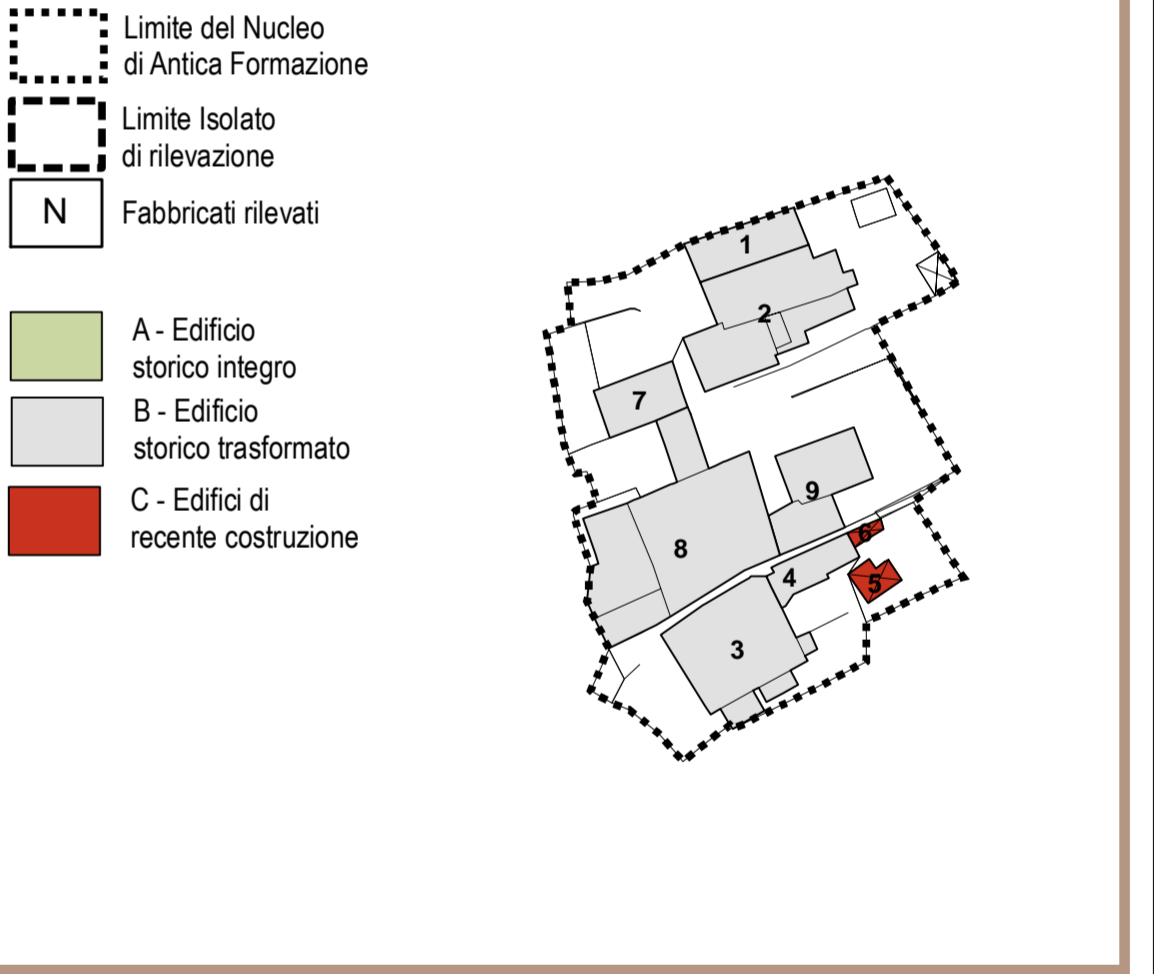 Limite del Nucleo
di Antica Formazione
Limite Isolato
di rilevazione
N
Fabbricati rilevati
A - Edificio
storico integro
B - Edificio
storico trasformato
C - Edifici di
recente costruzione
1
2
7
9
6
8
4
5
3